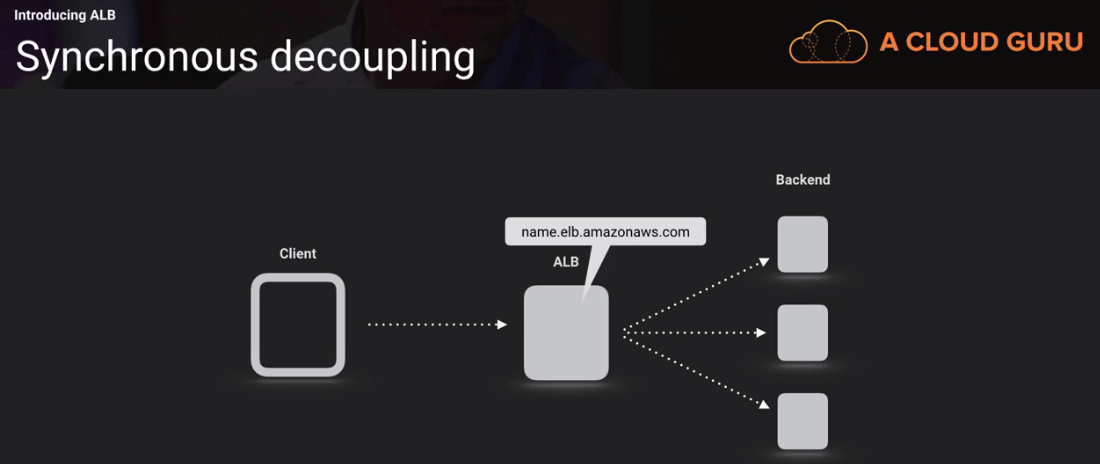 Introducing ALB
Synchronous decoupling
A CLOUD GURU
Backend
name.elb.amazonaws.com
Client
ALB